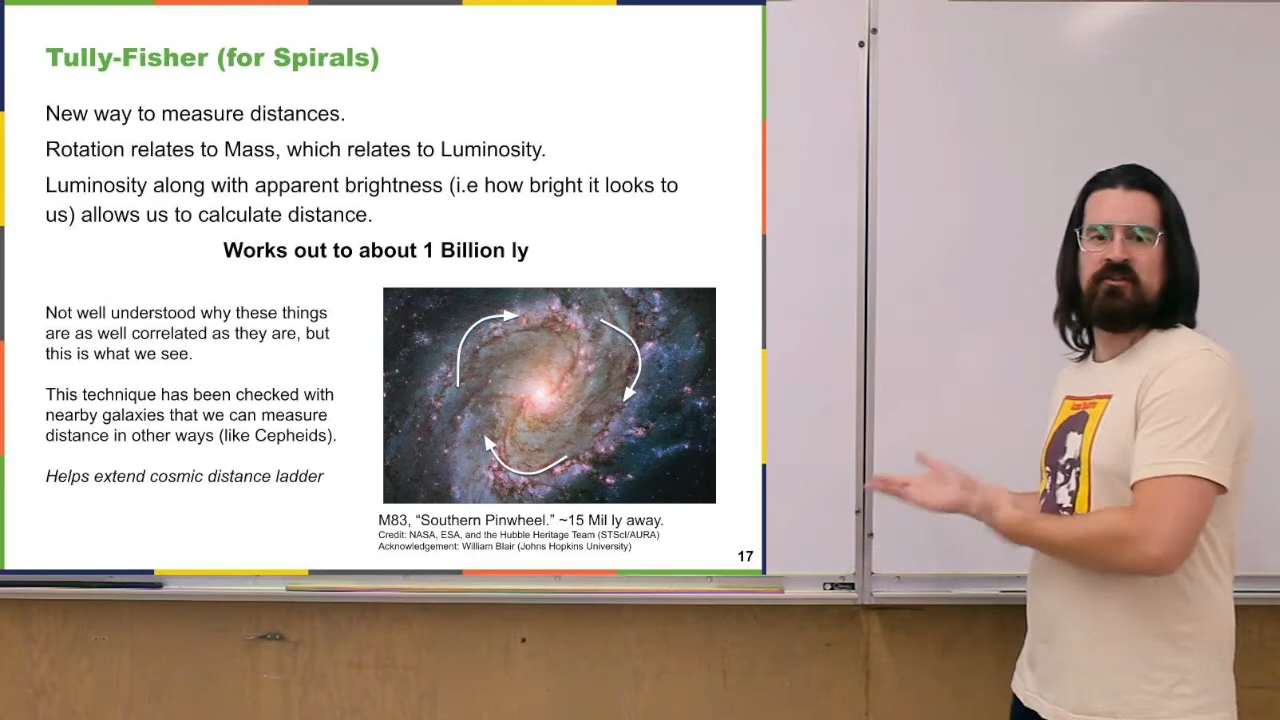 Tully-Fisher (for Spirals)
New way to measure distances.
Rotation relates to Mass, which relates to Luminosity.
Luminosity along with apparent brightness (i.e how bright it looks to
us) allows us to calculate distance.
Works out to about 1 Billion ly
Not well understood why these things
are as well correlated as they are, but
this is what we see.
This technique has been checked with
nearby galaxies that we can measure
distance in other ways (like Cepheids).
Helps extend cosmic distance ladder
M83, “Southern Pinwheel.” ~15 Mil ly away.
Credit: NASA, ESA, and the Hubble Heritage Team (STScI/AURA)
Acknowledgement: William Blair (Johns Hopkins University)
17